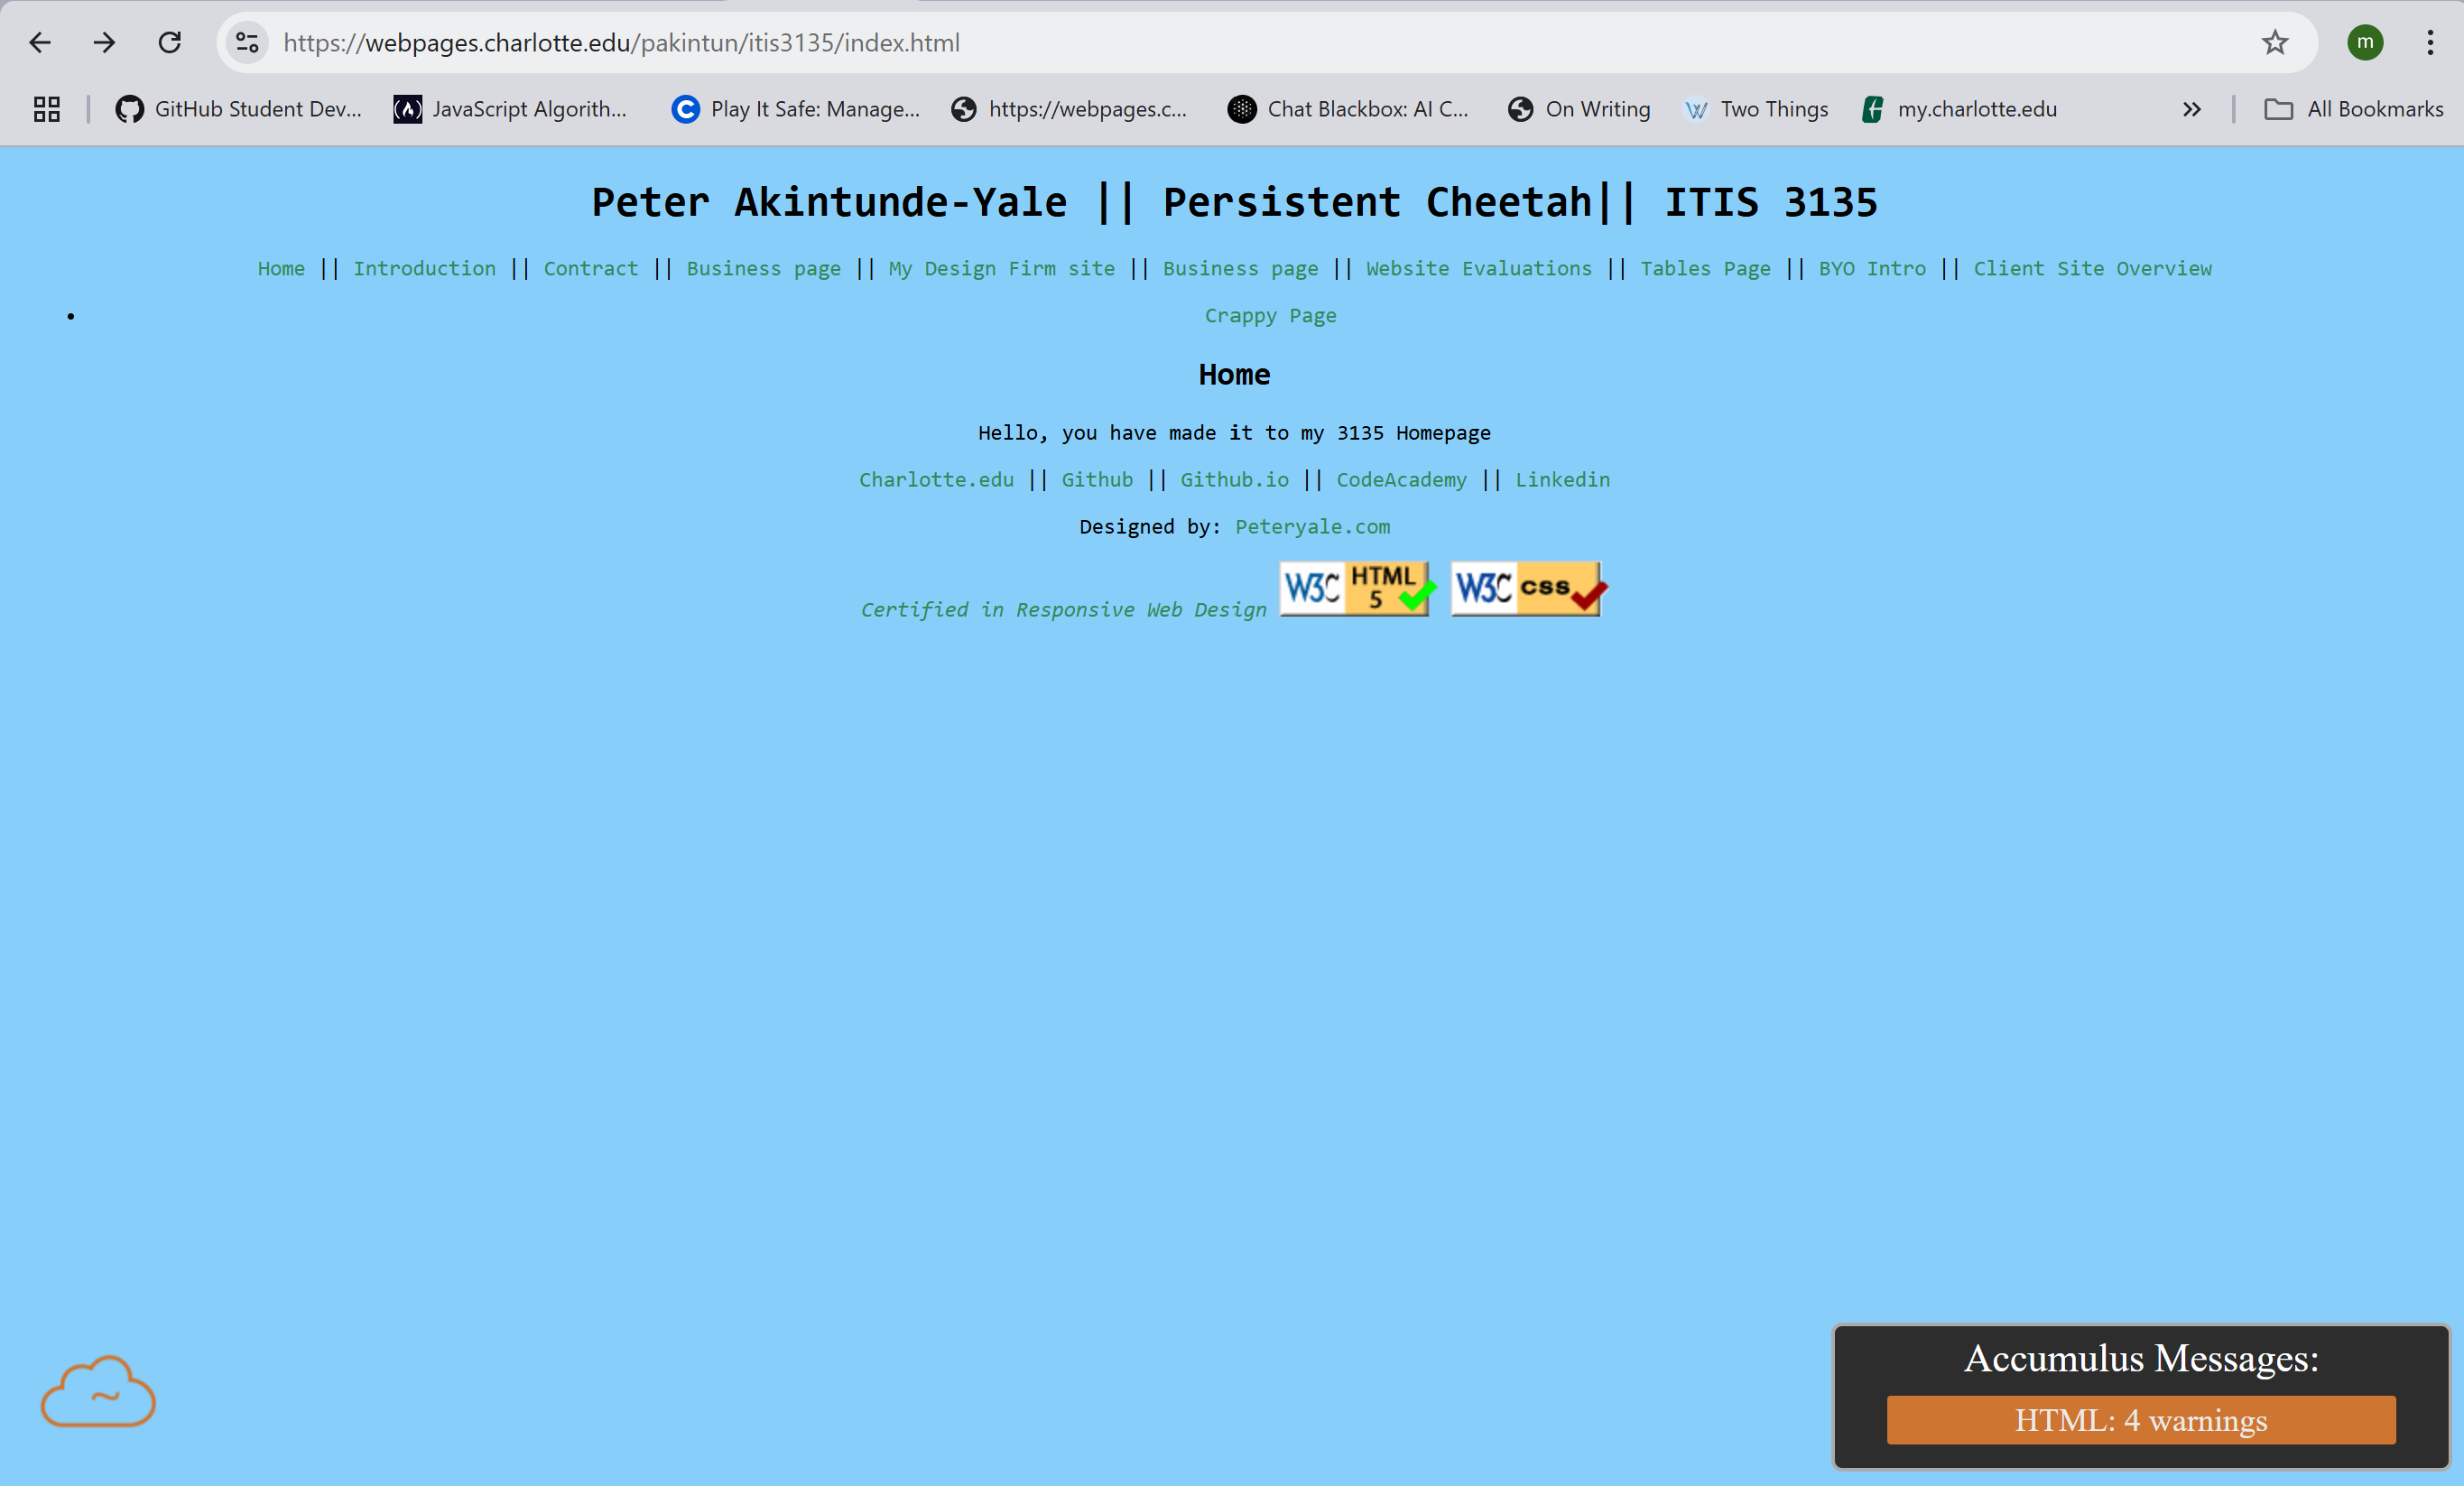 https://webpages.charlotte.edu/pakintun/itis3135/index.html
m
GitHub Student Dev... JavaScript Algorith... Play It Safe: Manage... https://webpages.c... Chat Blackbox: AI C... On Writing Two Things my.charlotte.edu All Bookmarks
Peter Akintunde-Yale || Persistent Cheetah|| ITIS 3135
Home || Introduction || Contract || Business page || My Design Firm site || Business page || Website Evaluations || Tables Page || BYO Intro || Client Site Overview
• Crappy Page
Home
Hello, you have made it to my 3135 Homepage
Charlotte.edu || Github || Github.io || CodeAcademy || Linkedin
Designed by: Peteryale.com
Certified in Responsive Web Design W3C HTML 5 W3C css
~
Accumulus Messages:
HTML: 4 warnings